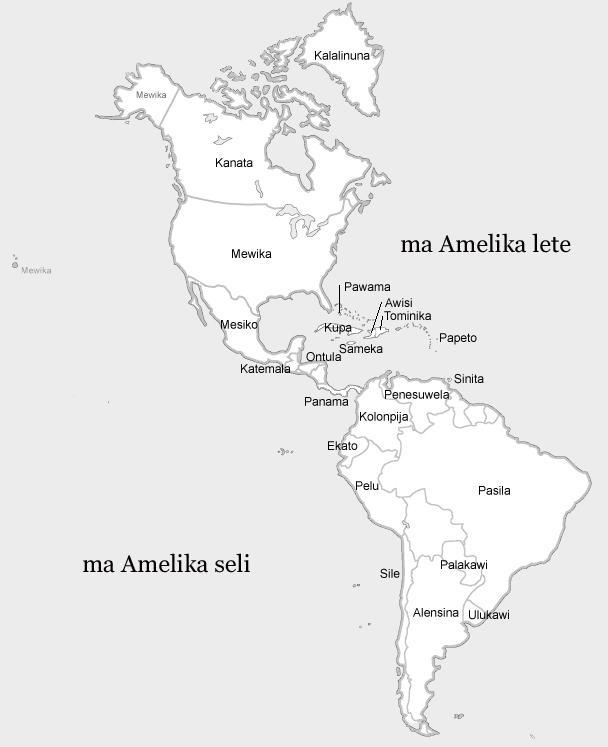 Kalalinuna
Mewika
Kanata
ma Amelika lete
Mewika
Mewika
Pawama
Awisi
Tominika
Mesiko
Kupa
Papeto
Sameka
Ontula
Katemala
Sinita
Panama
Penesuwela
Kolonpija
Ekato
Pelu
Pasila
ma Amelika seli
Palakawi
Sile
Alensina
Ulukawi